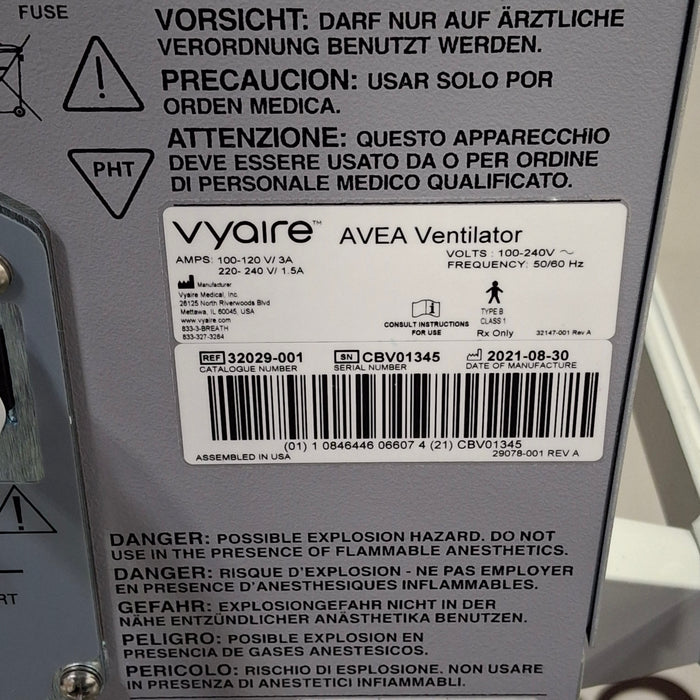 FUSE
VORSICHT: DARF NUR AUF ÄRZTLICHE
VERORDNUNG BENUTZT WERDEN.
PRECAUCION: USAR SOLO POR
ORDEN MEDICA.
ATTENZIONE: QUESTO APPARECCHIO
DEVE ESSERE USATO DA O PER ORDINE
DI PERSONALE MEDICO QUALIFICATO.
PHT
vyaire™ AVEA Ventilator
AMPS: 100-120 V/ 3A
220- 240 V/ 1.5A
VOLTS : 100-240V ~
FREQUENCY: 50/60 Hz
Manufacturer
Vyaire Medical, Inc.
26125 North Riverwoods Blvd
Mettawa, IL 60045, USA
www.vyaire.com
833-3-BREATH
833-327-3284
CONSULT INSTRUCTIONS
FOR USE
TYPE B
CLASS 1
Rx Only
32147-001 Rev A
REF 32029-001
CATALOGUE NUMBER
SN CBV01345
SERIAL NUMBER
2021-08-30
DATE OF MANUFACTURE
(01) 1 0846446 06607 4 (21) CBV01345
ASSEMBLED IN USA
29078-001 REV A
DANGER: POSSIBLE EXPLOSION HAZARD. DO NOT
USE IN THE PRESENCE OF FLAMMABLE ANESTHETICS.
DANGER: RISQUE D'EXPLOSION - NE PAS EMPLOYER
EN PRESENCE D'ANESTHESIQUES INFLAMMABLES.
GEFAHR: EXPLOSIONGEFAHR NICHT IN DER
NÄHE ENTZÜNDLICHER ANÄSTHETIKA BENUTZEN.
PELIGRO: POSIBLE EXPLOSION EN
PRESENCIA DE GASES ANESTESICOS.
PERICOLO: RISCHIO DI ESPLOSIONE. NON USARE
IN PRESENZA DI ANESTETICI INFIAMMABLI.